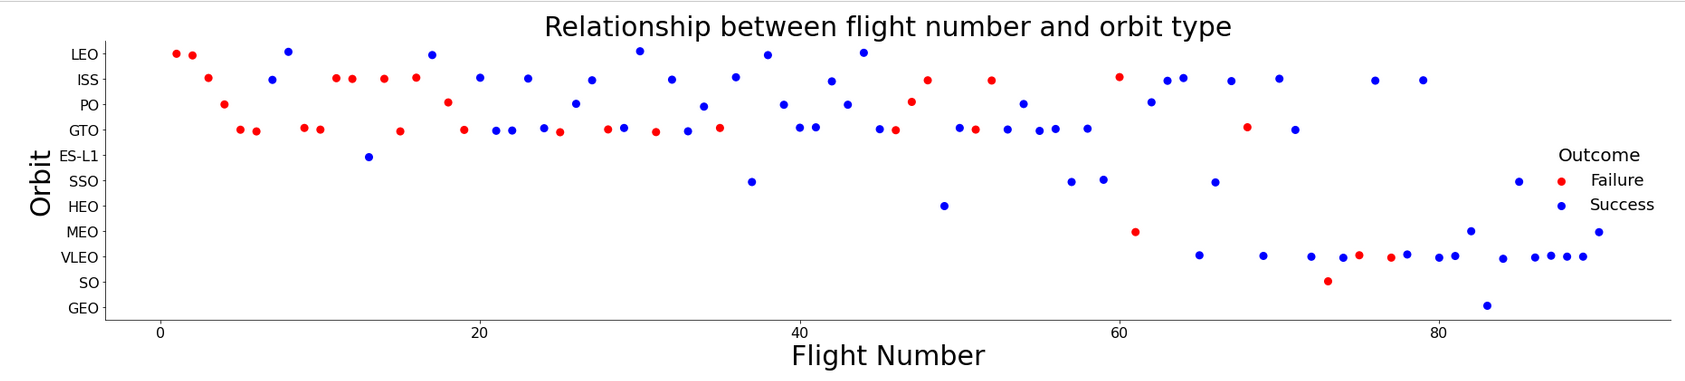 Relationship between flight number and orbit type
LEO
ISS
PO
GTO
ES-L1
SSO
HEO
MEO
VLEO
SO
GEO
Orbit
Outcome
Failure
Success
0 20 40 60 80
Flight Number